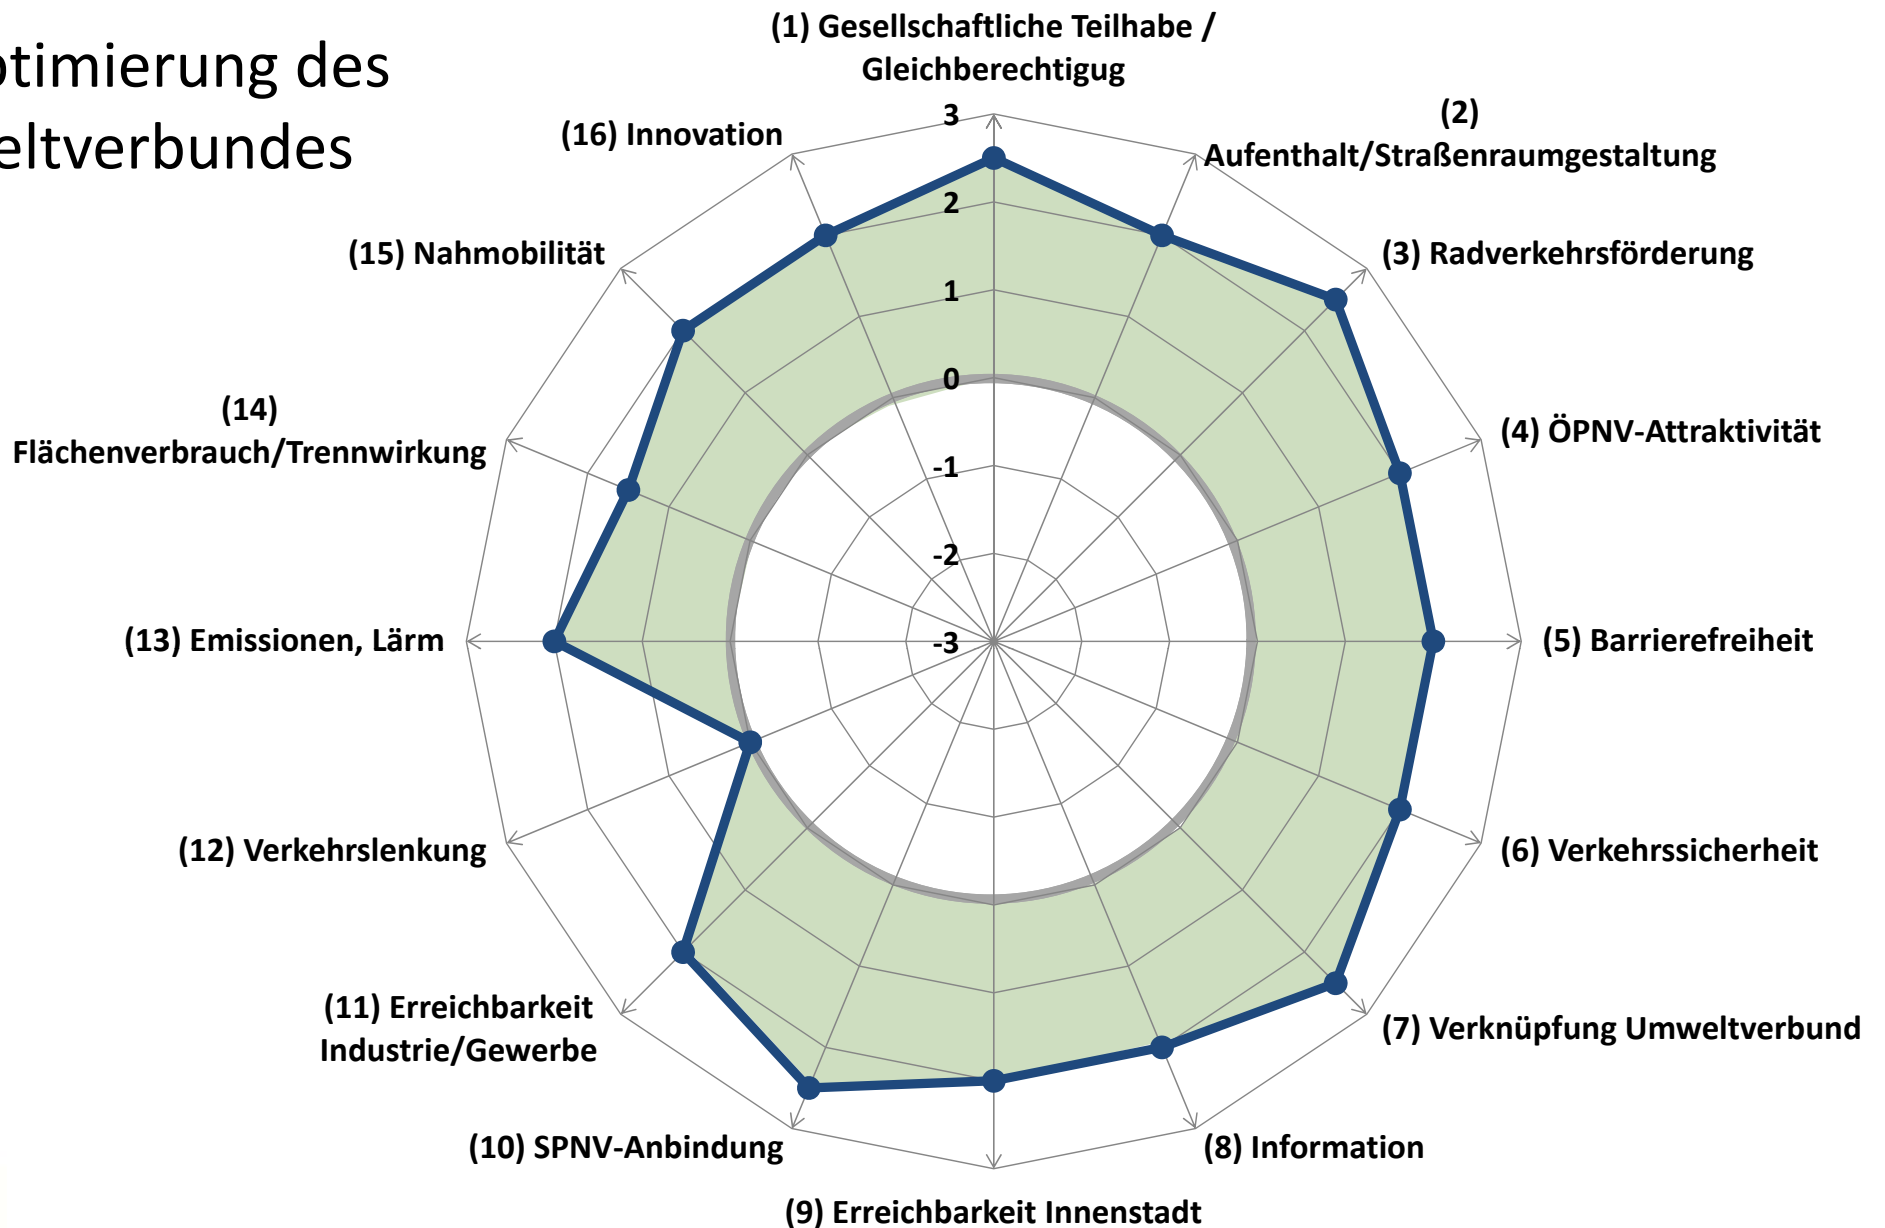 ptimierung des
eltverbundes
(1) Gesellschaftliche Teilhabe /
Gleichberechtigug
(2)
Aufenthalt/Straßenraumgestaltung
(3) Radverkehrsförderung
(4) ÖPNV-Attraktivität
(5) Barrierefreiheit
(6) Verkehrssicherheit
(7) Verknüpfung Umweltverbund
(8) Information
(9) Erreichbarkeit Innenstadt
(10) SPNV-Anbindung
(11) Erreichbarkeit
Industrie/Gewerbe
(12) Verkehrslenkung
(13) Emissionen, Lärm
(14)
Flächenverbrauch/Trennwirkung
(15) Nahmobilität
(16) Innovation
3
2
1
0
-1
-2
-3